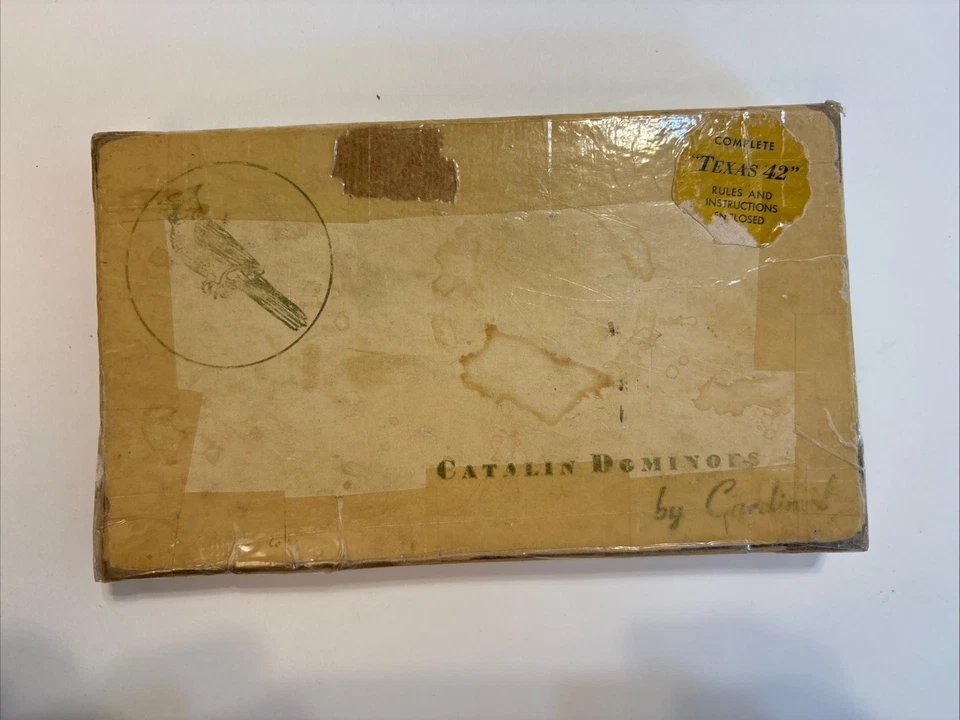 COMPLETE
"TEXAS 42"
RULES AND
INSTRUCTIONS
ENCLOSED
CATALIN DOMINOES
by Cardinal